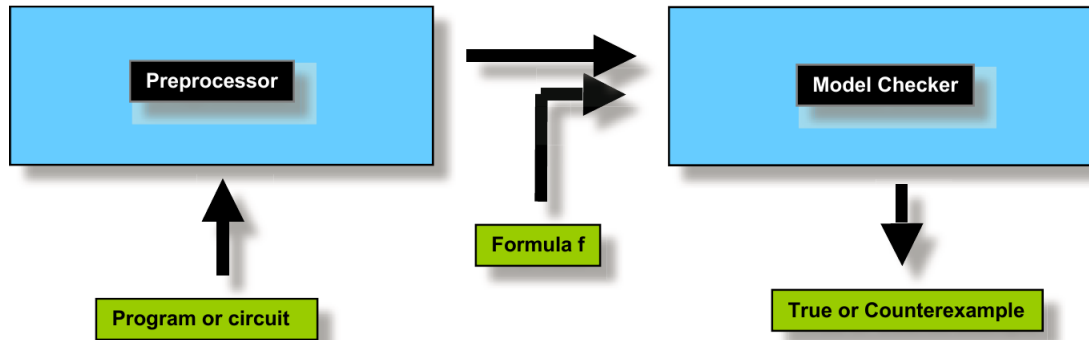 Preprocessor
Model Checker
Formula f
Program or circuit
True or Counterexample